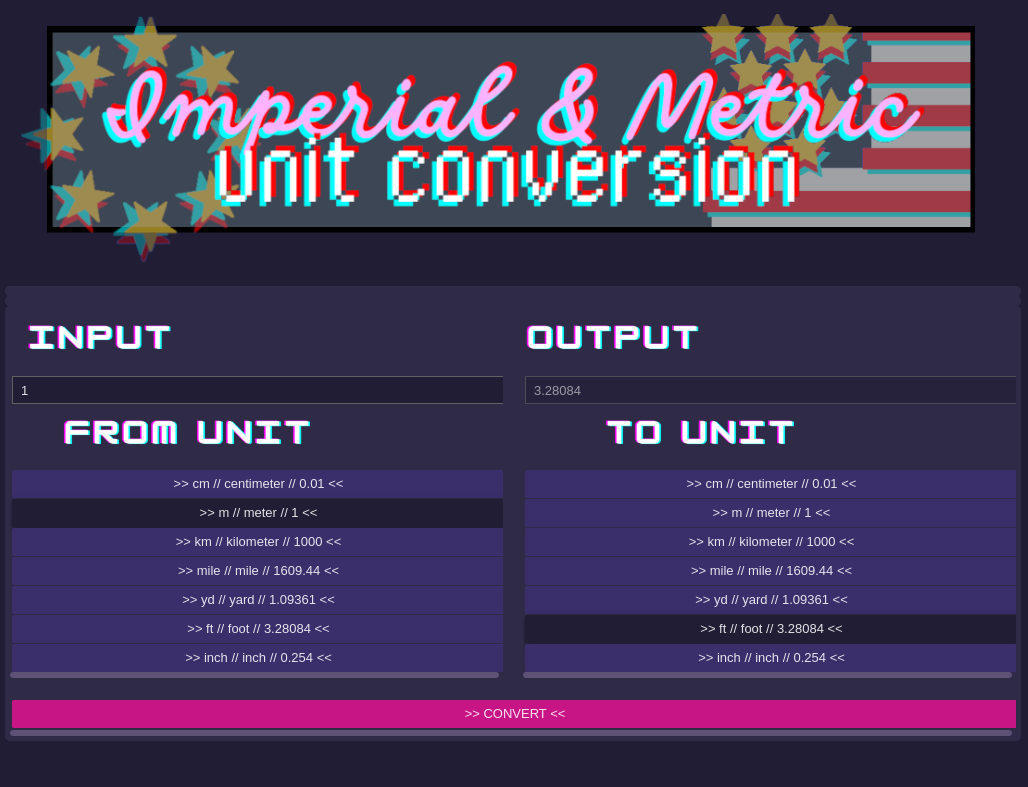 Imperial & Metric
Unit conversion
INPUT
OUTPUT
1
3.28084
FROM UNIT
TO UNIT
>> cm // centimeter // 0.01 <<
>> m // meter // 1 <<
>> km // kilometer // 1000 <<
>> mile // mile // 1609.44 <<
>> yd // yard // 1.09361 <<
>> ft // foot // 3.28084 <<
>> inch // inch // 0.254 <<
>> cm // centimeter // 0.01 <<
>> m // meter // 1 <<
>> km // kilometer // 1000 <<
>> mile // mile // 1609.44 <<
>> yd // yard // 1.09361 <<
>> ft // foot // 3.28084 <<
>> inch // inch // 0.254 <<
>> CONVERT <<